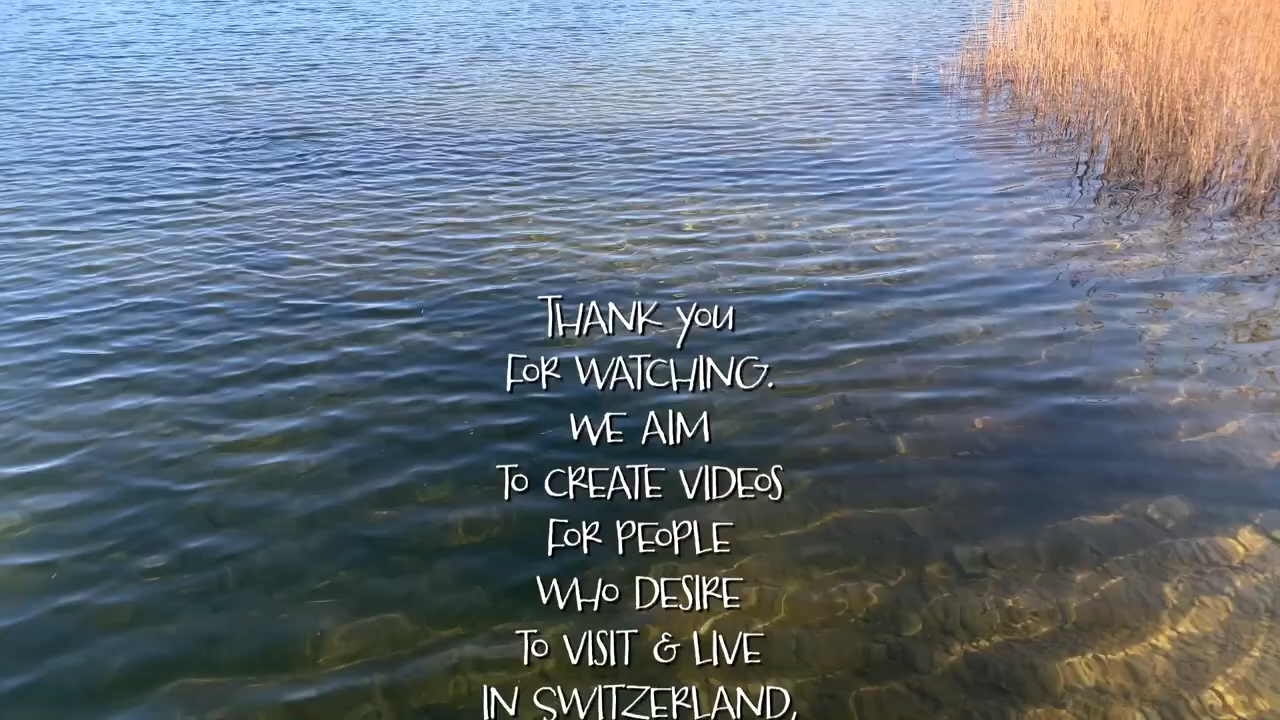 THANK you
FOR WATCHING.
WE AIM
To CREATE VIDEOS
FOR PEOPLE
WHO DESIRE
To VISIT & LIVE
IN SWITZERLAND,